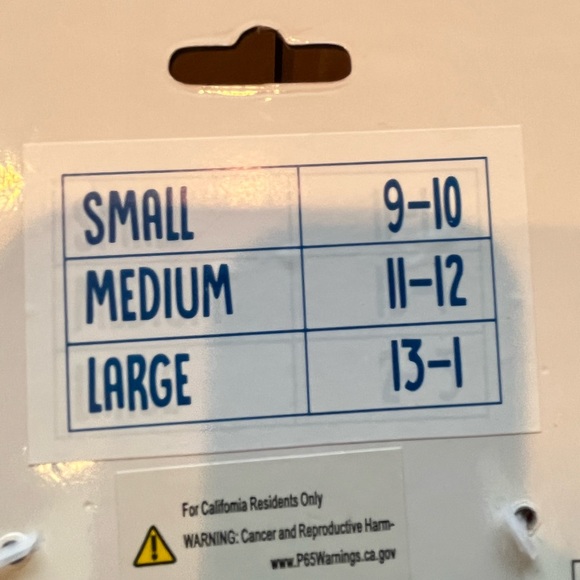 SMALL 9-10
MEDIUM 11-12
LARGE 13-1
For California Residents Only
WARNING: Cancer and Reproductive Harm-
www.P65Warnings.ca.gov